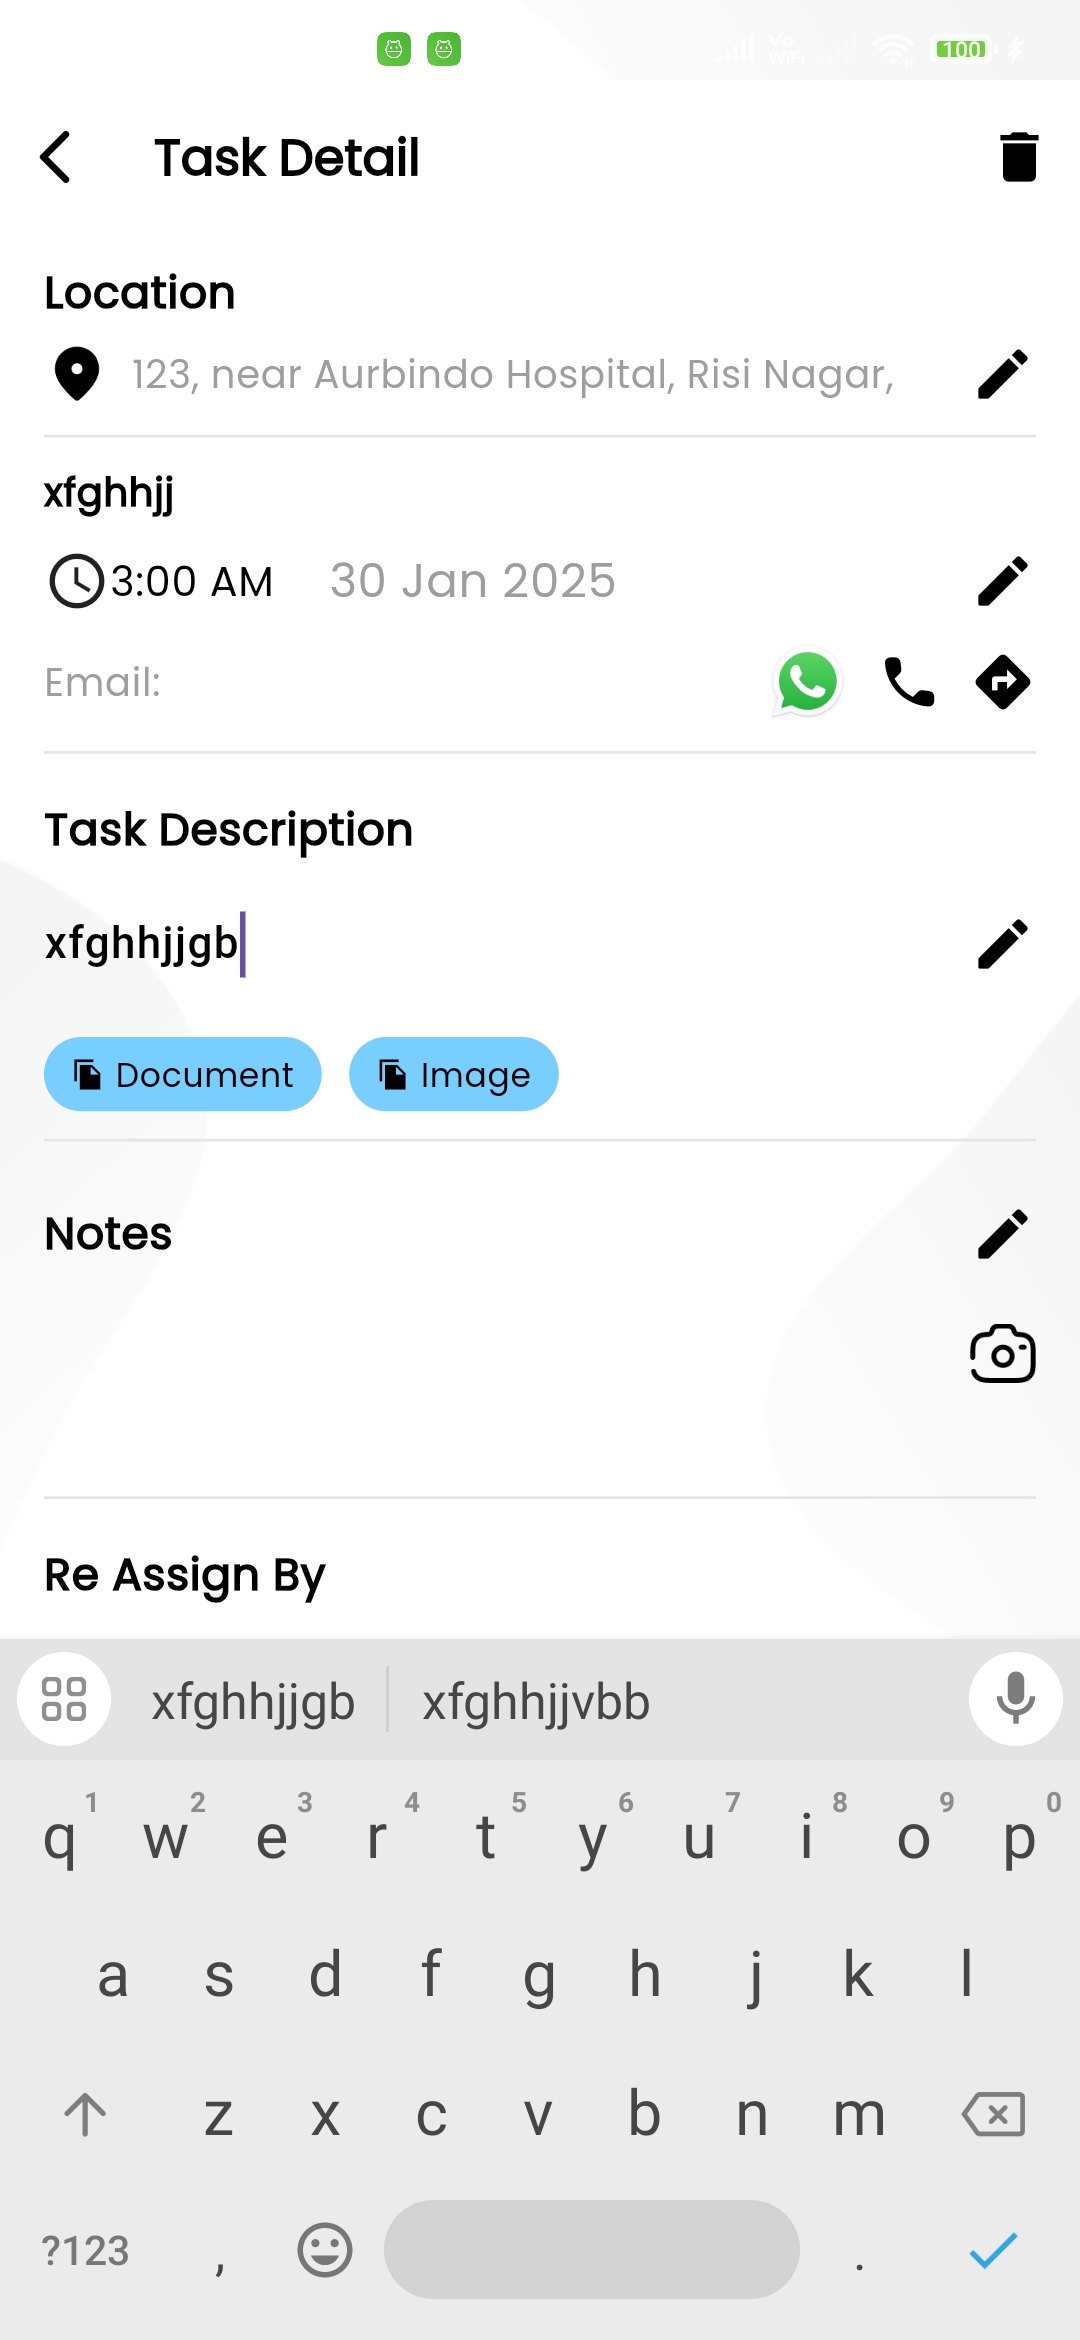 Vo
WiFi
100
Task Detail
Location
123, near Aurbindo Hospital, Risi Nagar,
xfghhjj
3:00 AM 30 Jan 2025
Email:
Task Description
xfghhjjgb
Document Image
Notes
Re Assign By
xfghhjjgb xfghhjjvbb
1 2 3 4 5 6 7 8 9 0
q w e r t y u i o p
a s d f g h j k l
z x c v b n m
?123 , .